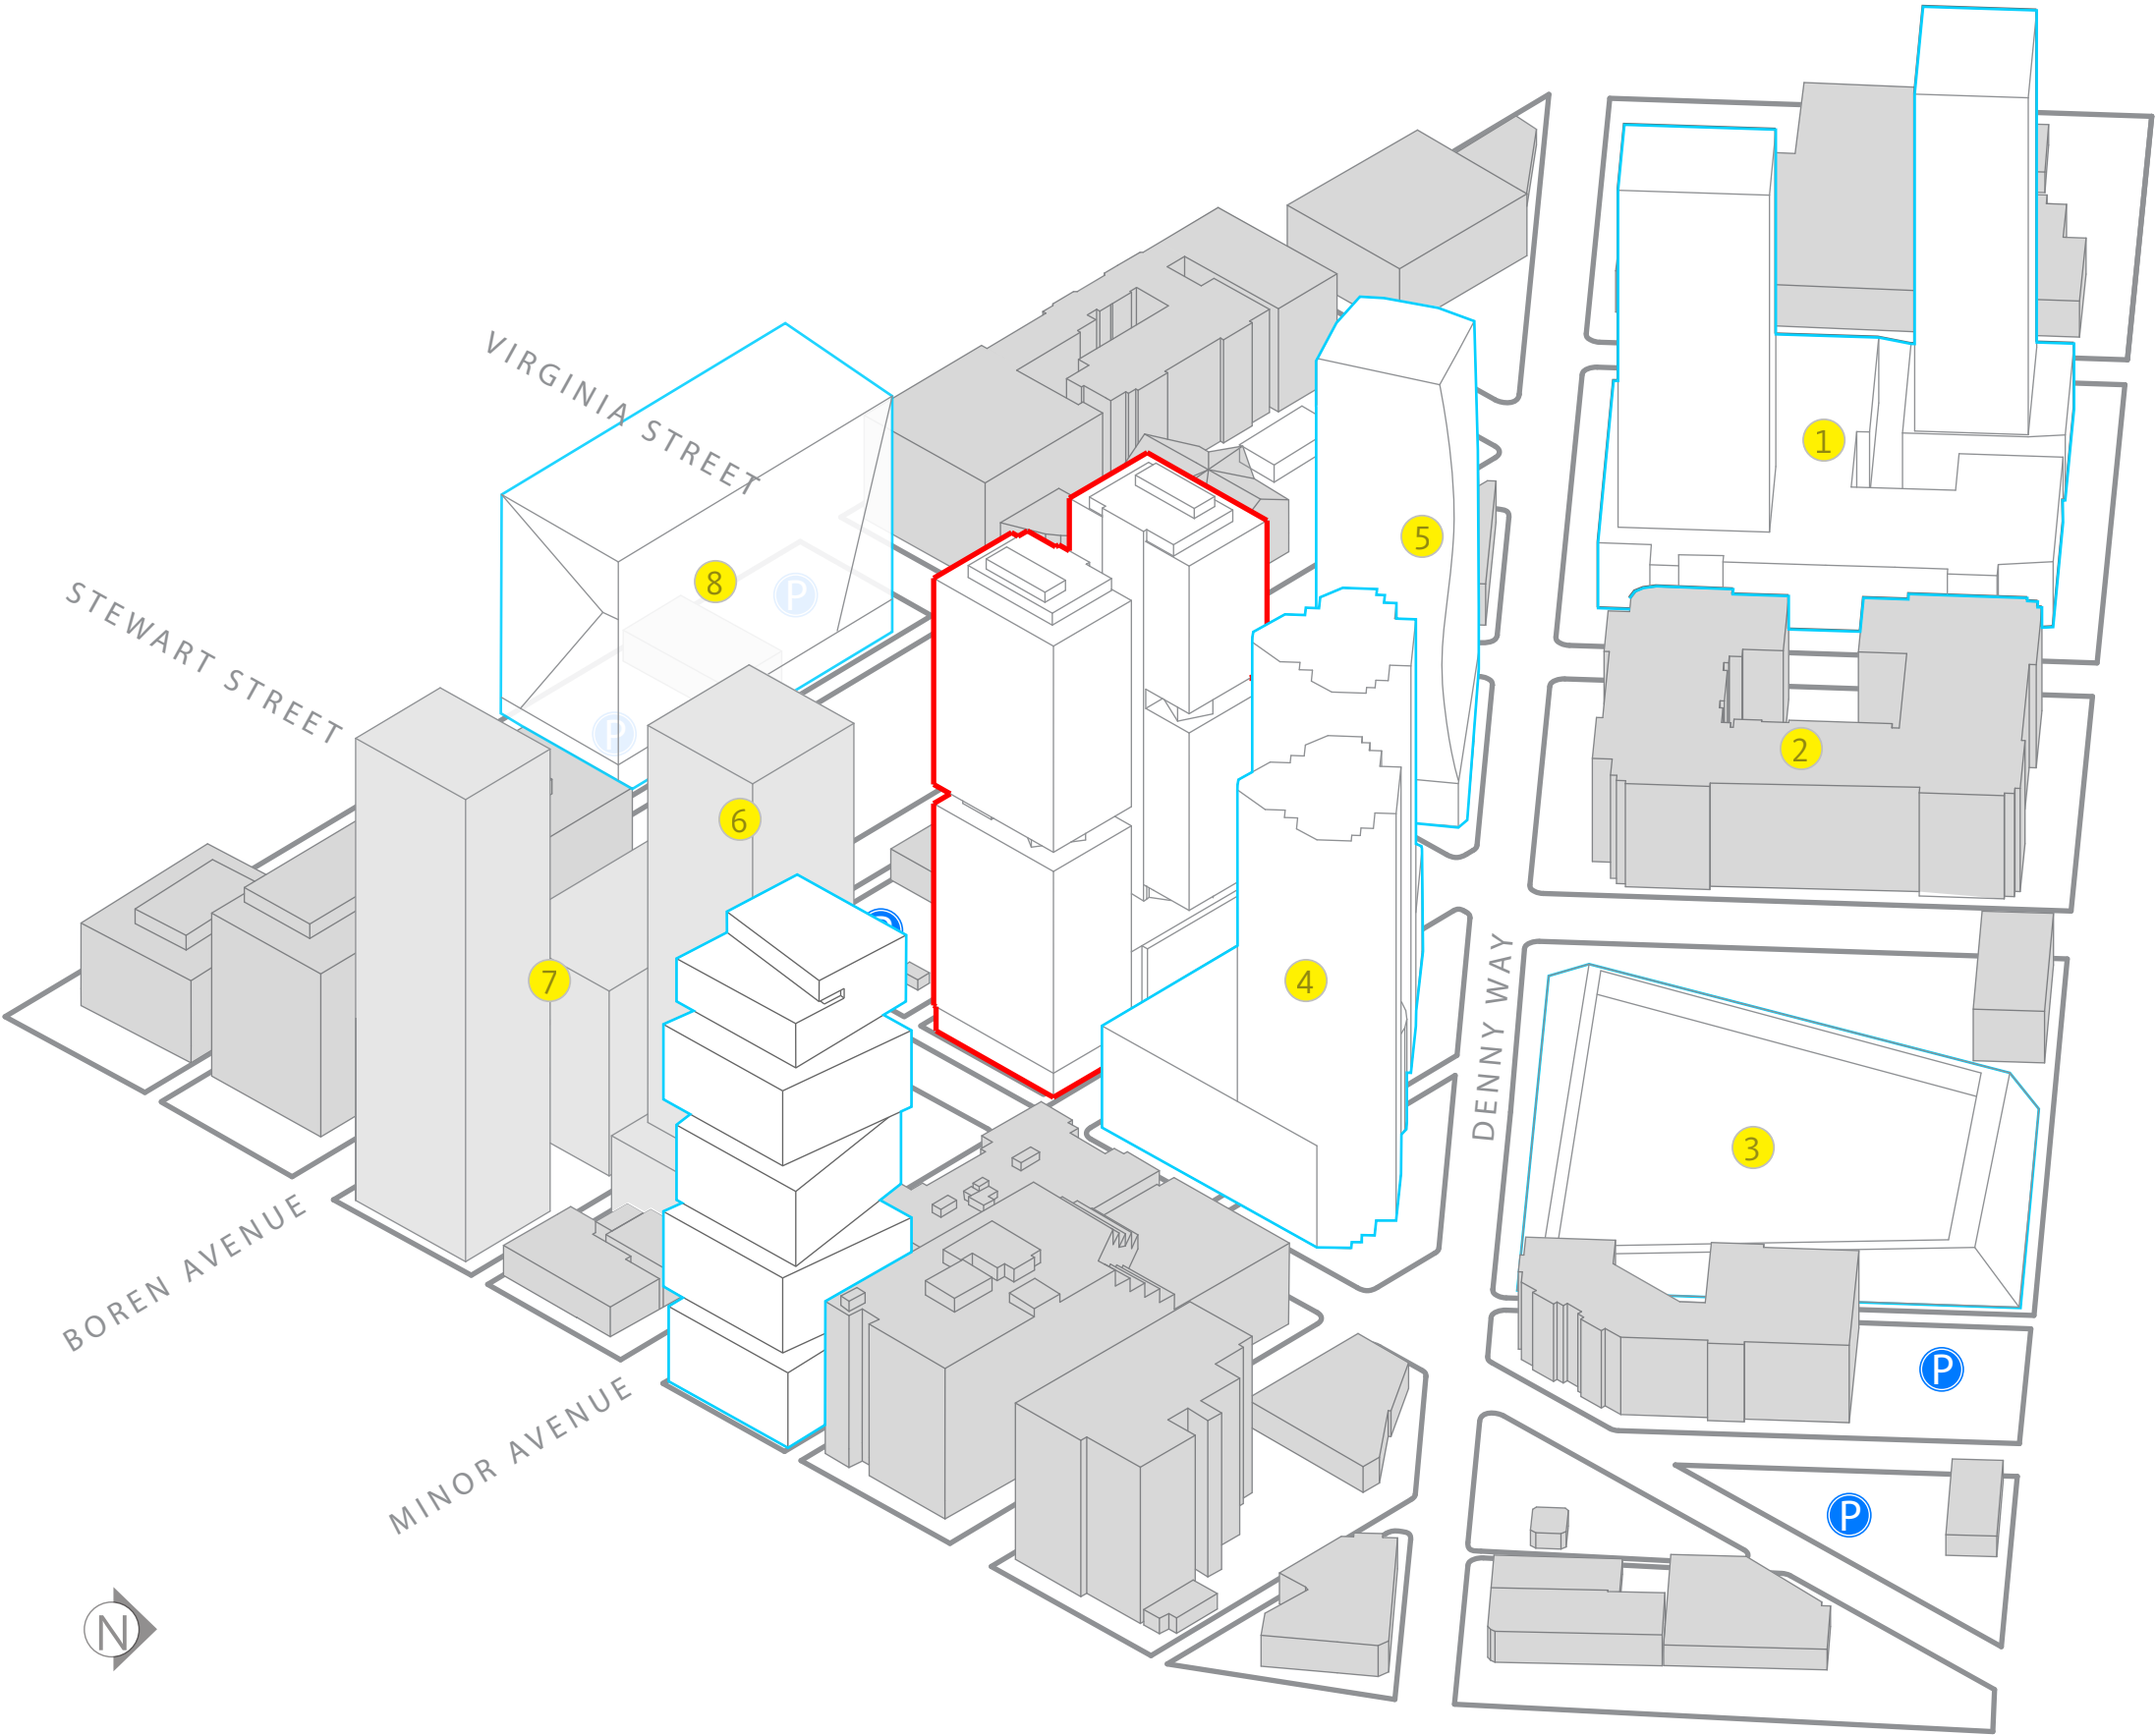 VIRGINIA STREET
STEWART STREET
1
5
8
2
6
7
4
P
P
P
DENNY WAY
3
BOREN AVENUE
P
MINOR AVENUE
P
N